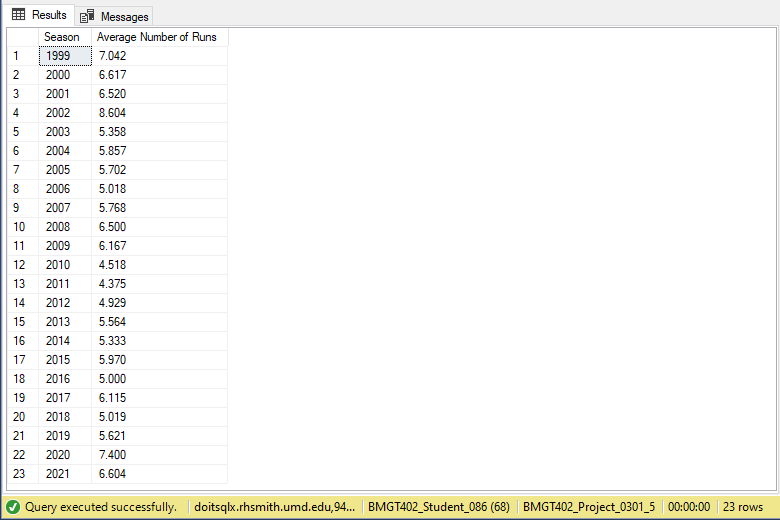 Results Messages
Season Average Number of Runs
1 1999 7.042
2 2000 6.617
3 2001 6.520
4 2002 8.604
5 2003 5.358
6 2004 5.857
7 2005 5.702
8 2006 5.018
9 2007 5.768
10 2008 6.500
11 2009 6.167
12 2010 4.518
13 2011 4.375
14 2012 4.929
15 2013 5.564
16 2014 5.333
17 2015 5.970
18 2016 5.000
19 2017 6.115
20 2018 5.019
21 2019 5.621
22 2020 7.400
23 2021 6.604
Query executed successfully. doitsqlx.rhsmith.umd.edu,94... BMGT402_Student_086 (68) BMGT402_Project_0301_5 00:00:00 23 rows